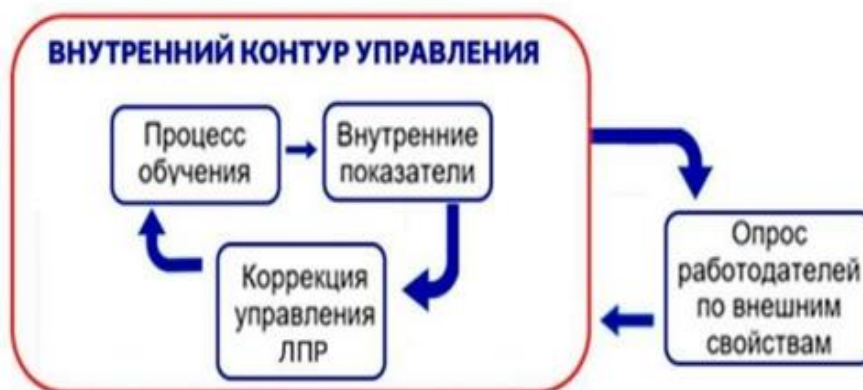 ВНУТРЕННИЙ КОНТУР УПРАВЛЕНИЯ
Процесс
обучения
Внутренние
показатели
Коррекция
управления
ЛПР
Опрос
работодателей
по внешним
свойствам